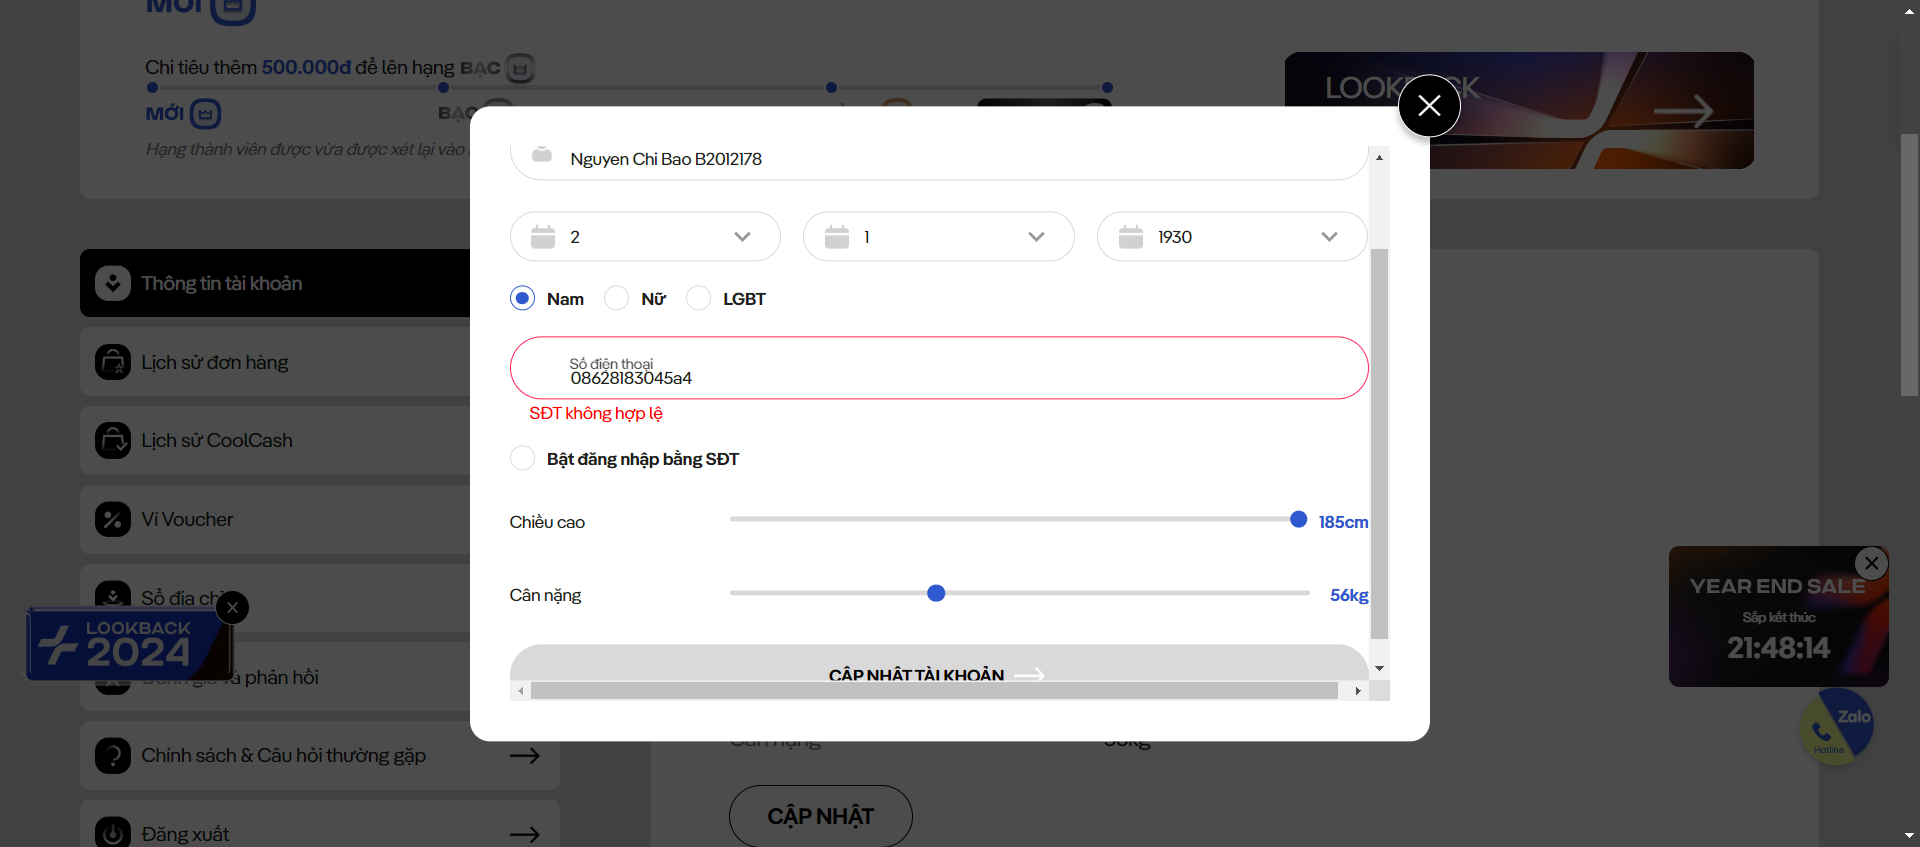 MỚI
Chi tiêu thêm 500.000đ để lên hạng BẠC
MỚI
BẠC
Hạng thành viên được vừa được xét lại vào
LOOKBACK
Thông tin tài khoản
Lịch sử đơn hàng
Lịch sử CoolCash
Ví Voucher
Sổ địa chỉ
LOOKBACK
2024
Đánh giá và phản hồi
Chính sách & Câu hỏi thường gặp
Đăng xuất
Nguyen Chi Bao B2012178
2
1
1930
Nam
Nữ
LGBT
Số điện thoại
08628183045a4
SĐT không hợp lệ
Bật đăng nhập bằng SĐT
Chiều cao
185cm
Cân nặng
56kg
CẬP NHẬT TÀI KHOẢN
Cân nặng
56kg
CẬP NHẬT
YEAR END SALE
Sắp kết thúc
21:48:14
Zalo
Hotline